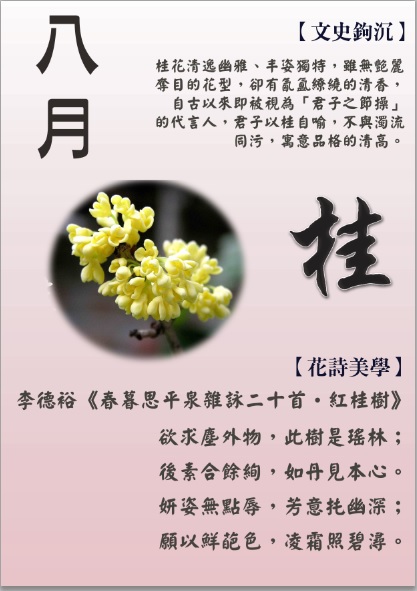 八月
【文史鉤沉】
桂花清逸幽雅、丰姿獨特，雖無艷麗
奪目的花型，卻有氤氳繚繞的清香，
自古以來即被視為「君子之節操」
的代言人，君子以桂自喻，不與濁流
同污，寓意品格的清高。
桂
【花詩美學】
李德裕《春暮思平泉雜詠二十首・紅桂樹》
欲求塵外物，此樹是瑤林；
後素合餘絢，如丹見本心。
妍姿無點辱，芳意托幽深；
願以鮮葩色，凌霜照碧潯。